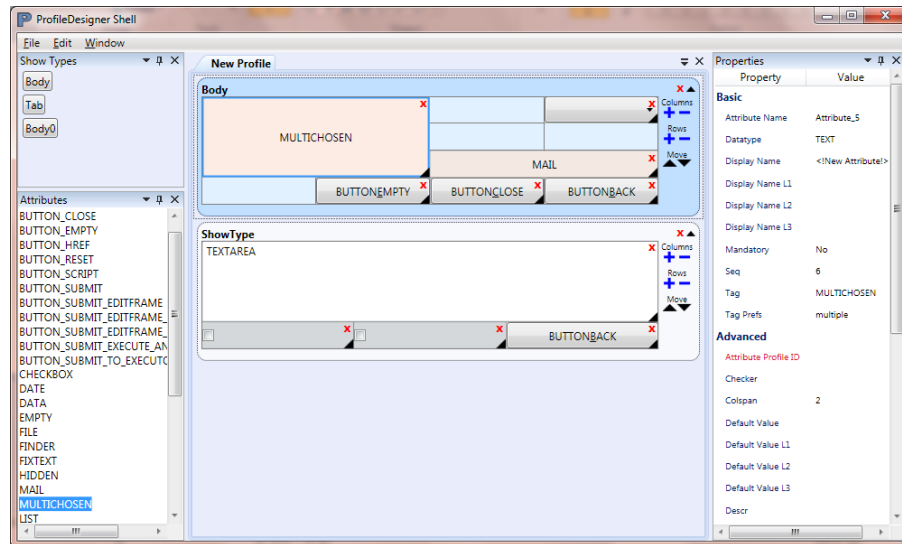 ProfileDesigner Shell
File Edit Window
Show Types
Body
Tab
Body0
Attributes
BUTTON_CLOSE
BUTTON_EMPTY
BUTTON_HREF
BUTTON_RESET
BUTTON_SCRIPT
BUTTON_SUBMIT
BUTTON_SUBMIT_EDITFRAME
BUTTON_SUBMIT_EDITFRAME_
BUTTON_SUBMIT_EDITFRAME_
BUTTON_SUBMIT_EXECUTE_AN
BUTTON_SUBMIT_TO_EXECUTO
CHECKBOX
DATE
DATA
EMPTY
FILE
FINDER
FIXTEXT
HIDDEN
MAIL
MULTICHOSEN
LIST
New Profile
Body
Columns
Rows
Move
MULTICHOSEN
MAIL
BUTTONEMPTY BUTTONCLOSE BUTTONBACK
ShowType
TEXTAREA
Columns
Rows
Move
BUTTONBACK
Properties
Property Value
Basic
Attribute Name Attribute_5
Datatype TEXT
Display Name <!New Attribute!>
Display Name L1
Display Name L2
Display Name L3
Mandatory No
Seq 6
Tag MULTICHOSEN
Tag Prefs multiple
Advanced
Attribute Profile ID
Checker
Colspan 2
Default Value
Default Value L1
Default Value L2
Default Value L3
Descr